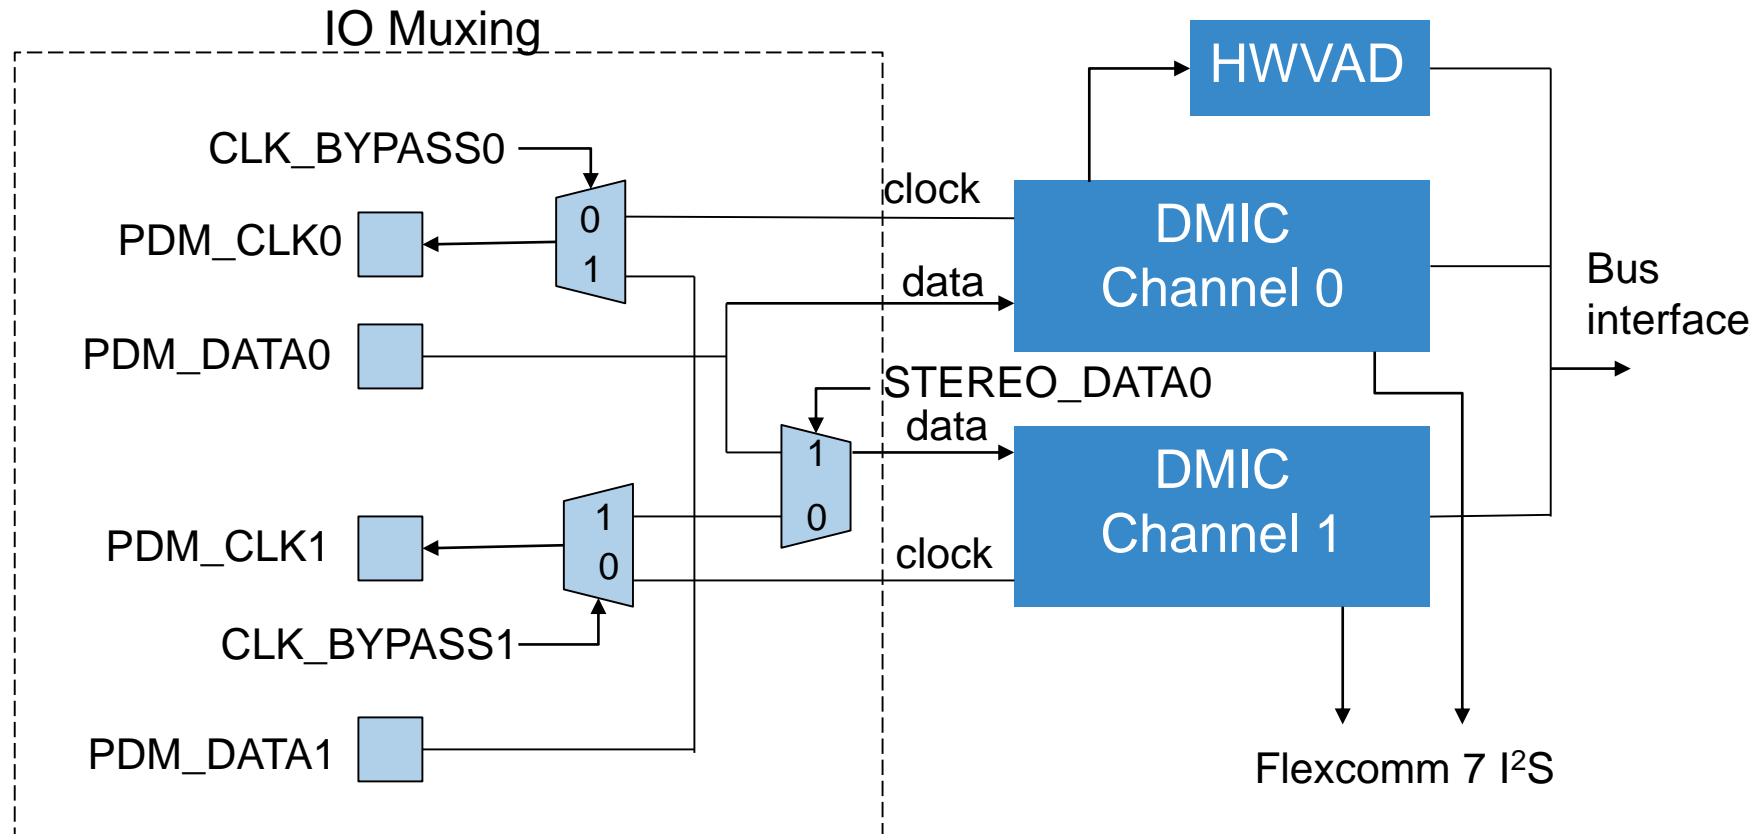 IO Muxing
HWVAD
CLK_BYPASS0
clock
0
1
PDM_CLK0
DMIC
Channel 0
data
Bus
interface
PDM_DATA0
STEREO_DATA0
data
1
0
DMIC
Channel 1
1
0
PDM_CLK1
clock
CLK_BYPASS1
PDM_DATA1
Flexcomm 7 I²S